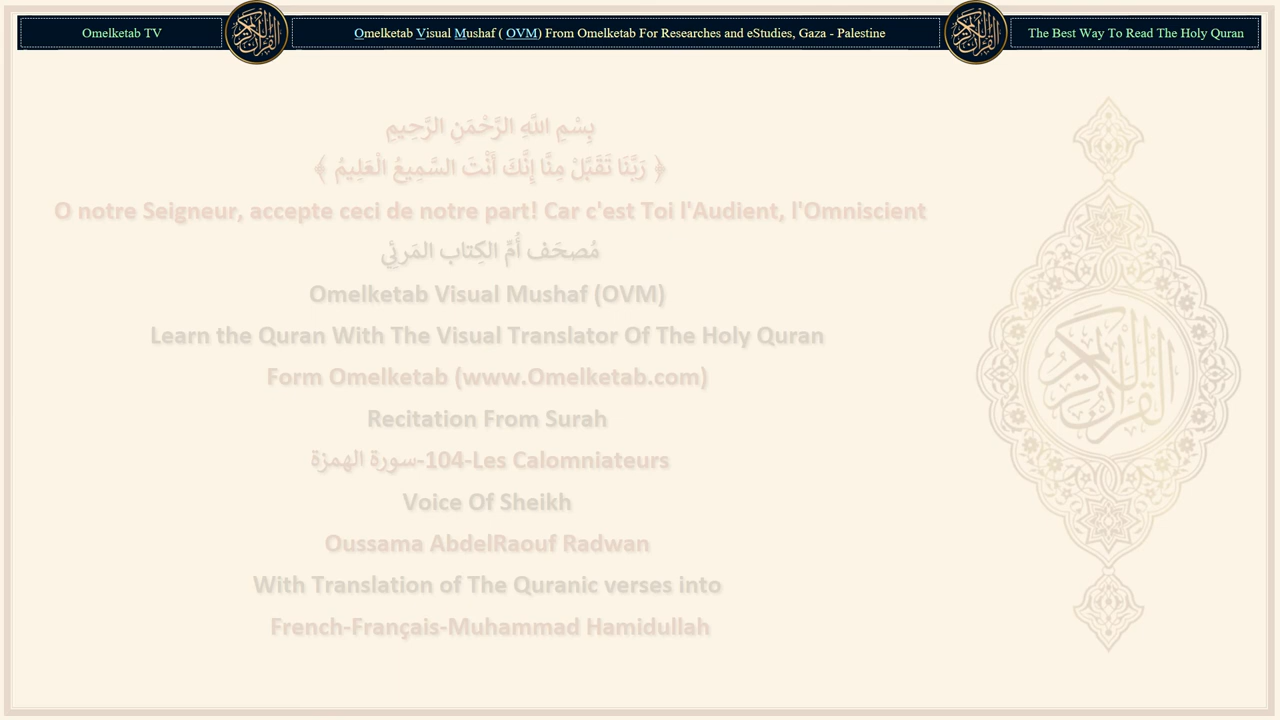 Omelketab TV
Omelketab Visual Mushaf ( OVM) From Omelketab For Researches and eStudies, Gaza - Palestine
The Best Way To Read The Holy Quran
بِسْمِ اللَّهِ الرَّحْمَنِ الرَّحِيمِ
﴿ رَبَّنَا تَقَبَّلْ مِنَّا إِنَّكَ أَنْتَ السَّمِيعُ الْعَلِيمُ ﴾
O notre Seigneur, accepte ceci de notre part! Car c'est Toi l'Audient, l'Omniscient
مُصحَف أُمِّ الكِتاب المَرئِي
Omelketab Visual Mushaf (OVM)
Learn the Quran With The Visual Translator Of The Holy Quran
Form Omelketab (www.Omelketab.com)
Recitation From Surah
سورة الهمزة-104-Les Calomniateurs
Voice Of Sheikh
Oussama AbdelRaouf Radwan
With Translation of The Quranic verses into
French-Français-Muhammad Hamidullah
القرآن الكريم